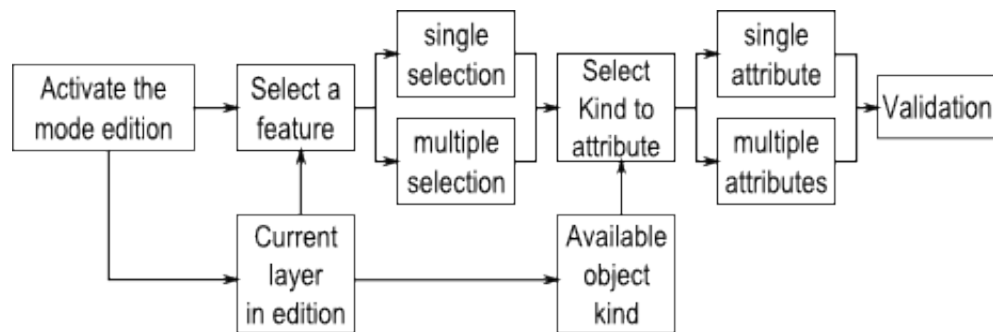 Activate the
mode edition
Select a
feature
single
selection
multiple
selection
Select
Kind to
attribute
single
attribute
multiple
attributes
Validation
Current
layer
in edition
Available
object
kind